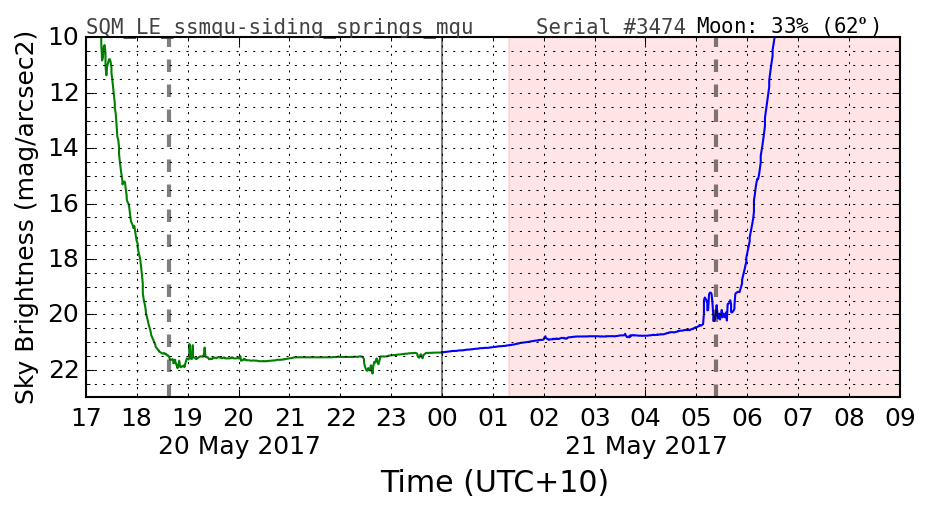 SQM_LE_ssmqu-siding_springs_mqu Serial #3474 Moon: 33% (62°)
Sky Brightness (mag/arcsec2)
10
12
14
16
18
20
22
17 18 19 20 21 22 23 00 01 02 03 04 05 06 07 08 09
20 May 2017 21 May 2017
Time (UTC+10)